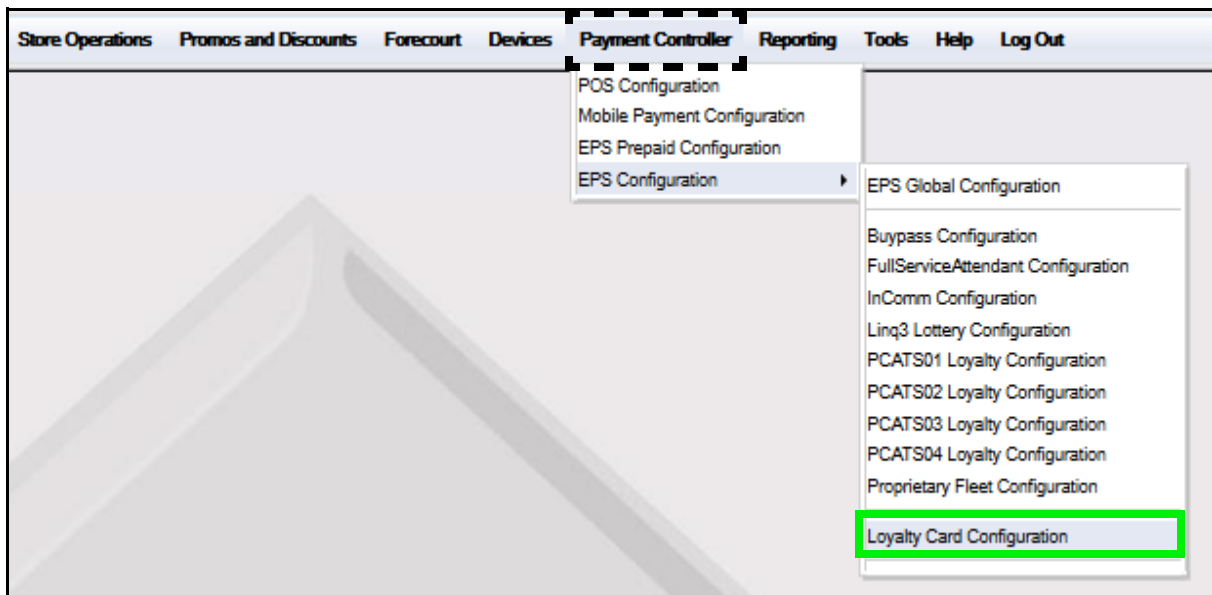 Store Operations Promos and Discounts Forecourt Devices Payment Controller Reporting Tools Help Log Out
POS Configuration
Mobile Payment Configuration
EPS Prepaid Configuration
EPS Configuration
EPS Global Configuration
Buypass Configuration
FullServiceAttendant Configuration
InComm Configuration
Linq3 Lottery Configuration
PCATS01 Loyalty Configuration
PCATS02 Loyalty Configuration
PCATS03 Loyalty Configuration
PCATS04 Loyalty Configuration
Proprietary Fleet Configuration
Loyalty Card Configuration